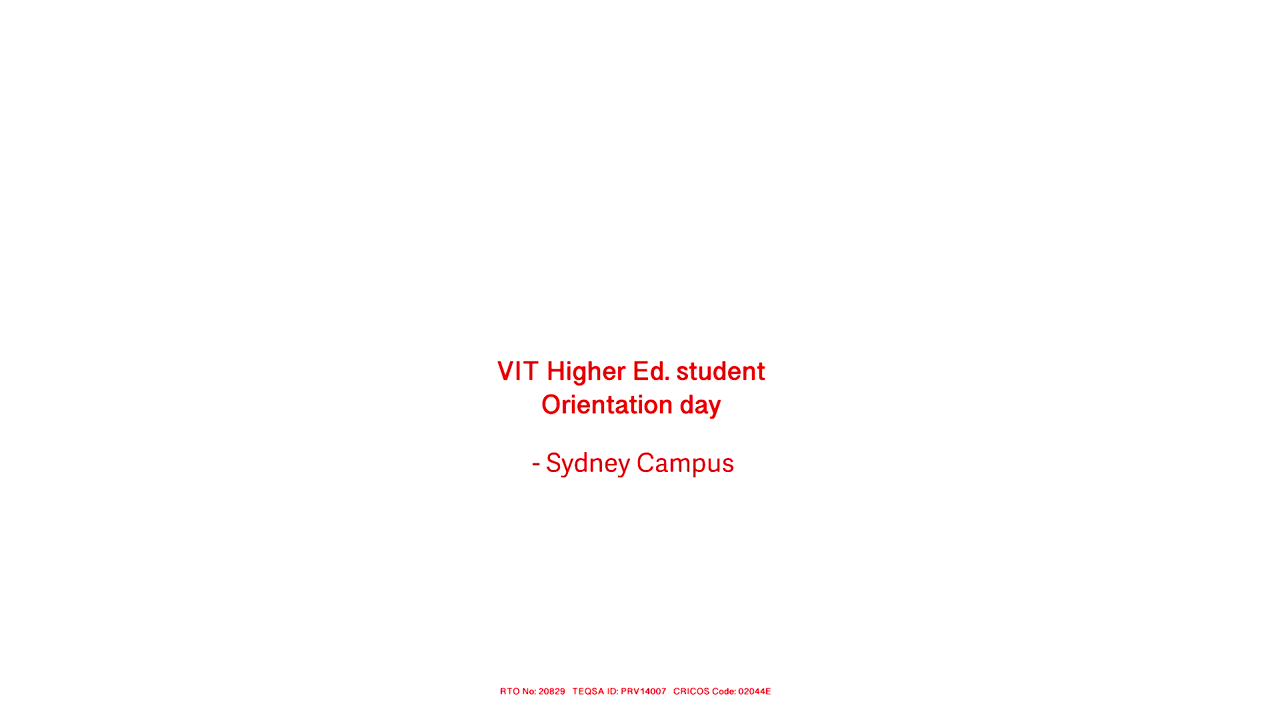 VIT Higher Ed. student
Orientation day
- Sydney Campus
RTO No: 20829 TEQSA ID: PRV14007 CRICOS Code: 02044E